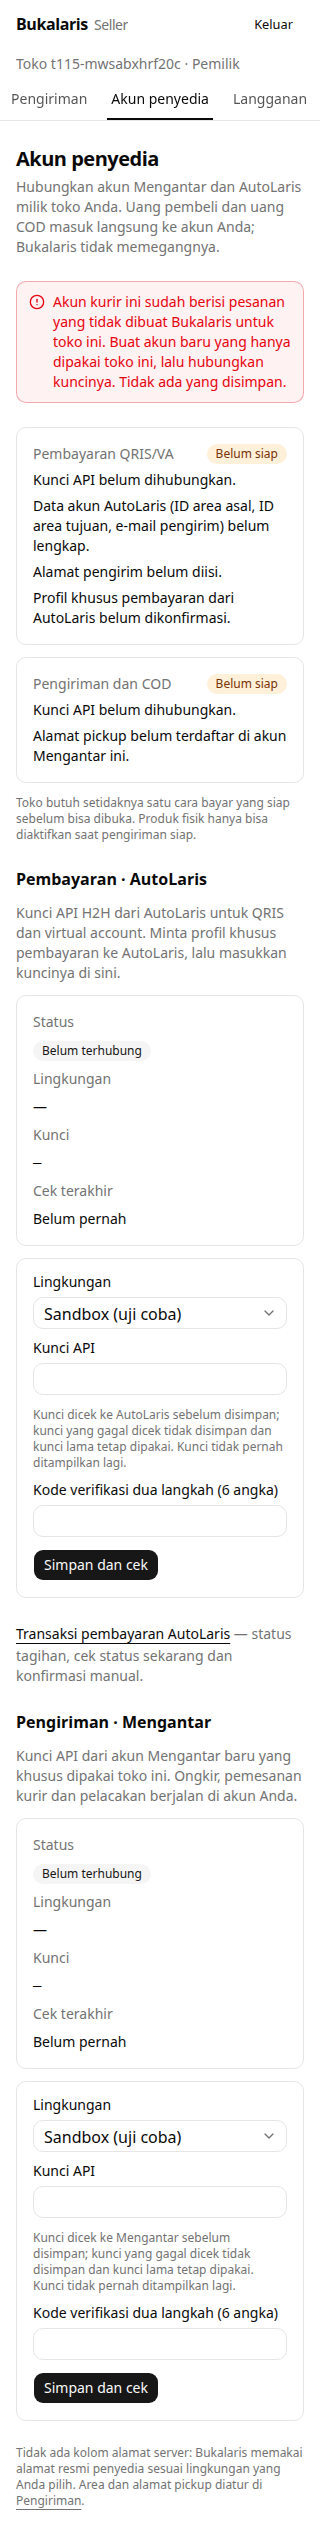 Bukalaris Seller
Keluar
Toko t115-mwsabxhrf20c · Pemilik
Pengiriman
Akun penyedia
Langganan
Akun penyedia
Hubungkan akun Mengantar dan AutoLaris
milik toko Anda. Uang pembeli dan uang
COD masuk langsung ke akun Anda;
Bukalaris tidak memegangnya.
Akun kurir ini sudah berisi pesanan
yang tidak dibuat Bukalaris untuk
toko ini. Buat akun baru yang hanya
dipakai toko ini, lalu hubungkan
kuncinya. Tidak ada yang disimpan.
Pembayaran QRIS/VA
Belum siap
Kunci API belum dihubungkan.
Data akun AutoLaris (ID area asal, ID
area tujuan, e-mail pengirim) belum
lengkap.
Alamat pengirim belum diisi.
Profil khusus pembayaran dari
AutoLaris belum dikonfirmasi.
Pengiriman dan COD
Belum siap
Kunci API belum dihubungkan.
Alamat pickup belum terdaftar di akun
Mengantar ini.
Toko butuh setidaknya satu cara bayar yang siap
sebelum bisa dibuka. Produk fisik hanya bisa
diaktifkan saat pengiriman siap.
Pembayaran · AutoLaris
Kunci API H2H dari AutoLaris untuk QRIS
dan virtual account. Minta profil khusus
pembayaran ke AutoLaris, lalu masukkan
kuncinya di sini.
Status
Belum terhubung
Lingkungan
—
Kunci
–
Cek terakhir
Belum pernah
Lingkungan
Sandbox (uji coba)
Kunci API
Kunci dicek ke AutoLaris sebelum disimpan;
kunci yang gagal dicek tidak disimpan dan
kunci lama tetap dipakai. Kunci tidak pernah
ditampilkan lagi.
Kode verifikasi dua langkah (6 angka)
Simpan dan cek
Transaksi pembayaran AutoLaris — status
tagihan, cek status sekarang dan
konfirmasi manual.
Pengiriman · Mengantar
Kunci API dari akun Mengantar baru yang
khusus dipakai toko ini. Ongkir, pemesanan
kurir dan pelacakan berjalan di akun Anda.
Status
Belum terhubung
Lingkungan
—
Kunci
–
Cek terakhir
Belum pernah
Lingkungan
Sandbox (uji coba)
Kunci API
Kunci dicek ke Mengantar sebelum
disimpan; kunci yang gagal dicek tidak
disimpan dan kunci lama tetap dipakai.
Kunci tidak pernah ditampilkan lagi.
Kode verifikasi dua langkah (6 angka)
Simpan dan cek
Tidak ada kolom alamat server: Bukalaris memakai
alamat resmi penyedia sesuai lingkungan yang
Anda pilih. Area dan alamat pickup diatur di
Pengiriman.